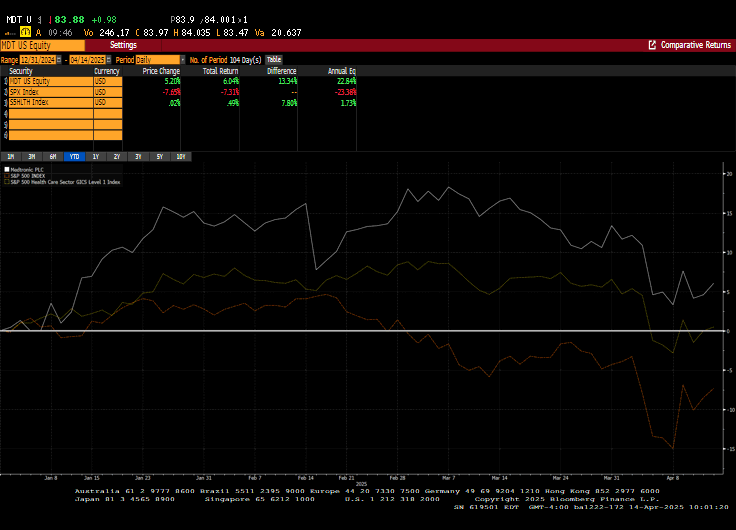 MDT U $ ↓83.88 +0.98 P83.9 /84.001x1
A 09:46 Vo 246.17 C 83.97 H 84.035 L 83.47 Va 20.637
MDT US Equity Settings Comparative Returns
Range 12/31/2024 - 04/14/2025 Period Daily No. of Period 104 Day(s) Table
Security Currency Price Change Total Return Difference Annual Eq
1 MDT US Equity USD 5.20% 6.04% 13.34% 22.84%
2 SPX Index USD -7.65% -7.31% -- -23.38%
3 S5HLTH Index USD .02% .49% 7.80% 1.73%
4
5
6
1M 3M 6M YTD 1Y 2Y 3Y 5Y 10Y
Medtronic PLC
S&P 500 INDEX
S&P 500 Health Care Sector GICS Level 1 Index
20
15
10
5
0
-5
-10
-15
Jan 8 Jan 15 Jan 23 Jan 31 Feb 7 Feb 14 Feb 21 Feb 28 Mar 7 Mar 14 Mar 24 Mar 31 Apr 8
2025
Australia 61 2 9777 8600 Brazil 5511 2395 9000 Europe 44 20 7330 7500 Germany 49 69 9204 1210 Hong Kong 852 2977 6000
Japan 81 3 4565 8900 Singapore 65 6212 1000 U.S. 1 212 318 2000 Copyright 2025 Bloomberg Finance L.P.
SN 619501 EDT GMT-4:00 ba1222-172 14-Apr-2025 10:01:20